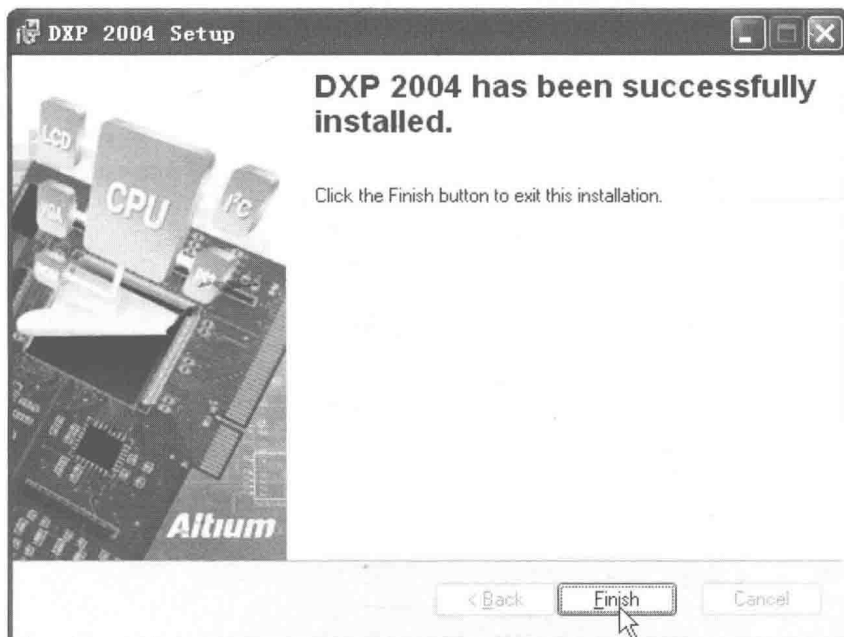 DXP 2004 Setup
DXP 2004 has been successfully
installed.
Click the Finish button to exit this installation.
LCD
CPU
I²C
Altium
< Back
Finish
Cancel